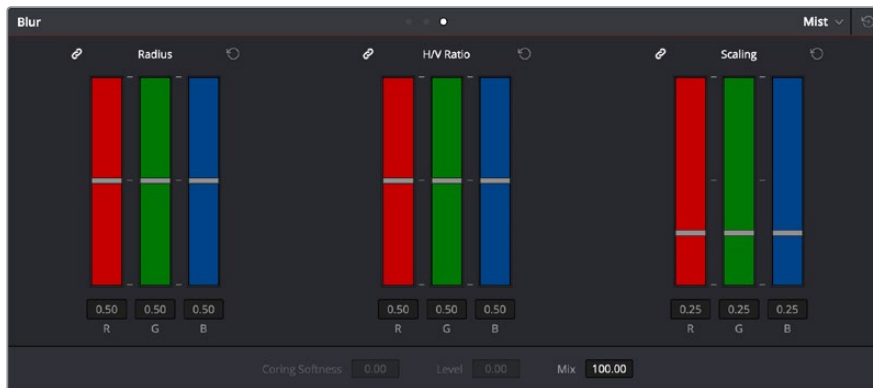 Blur Mist
Radius H/V Ratio Scaling
0.50 0.50 0.50 0.50 0.50 0.50 0.25 0.25 0.25
R G B R G B R G B
Coring Softness 0.00 Level 0.00 Mix 100.00